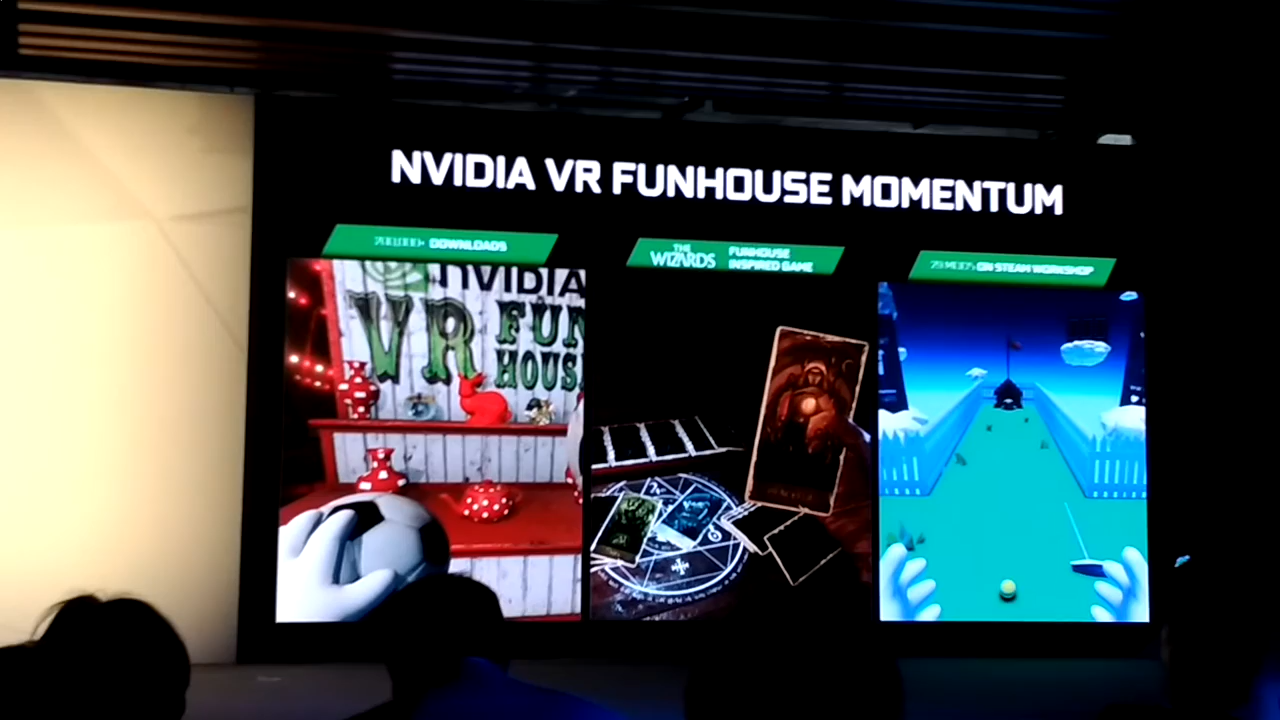 NVIDIA VR FUNHOUSE MOMENTUM
DOWNLOADS
THE
WIZARDS
FUNHOUSE
INSPIRED GAME
ON STEAM WORKSHOP
NVIDIA
VR
FUN
HOUS